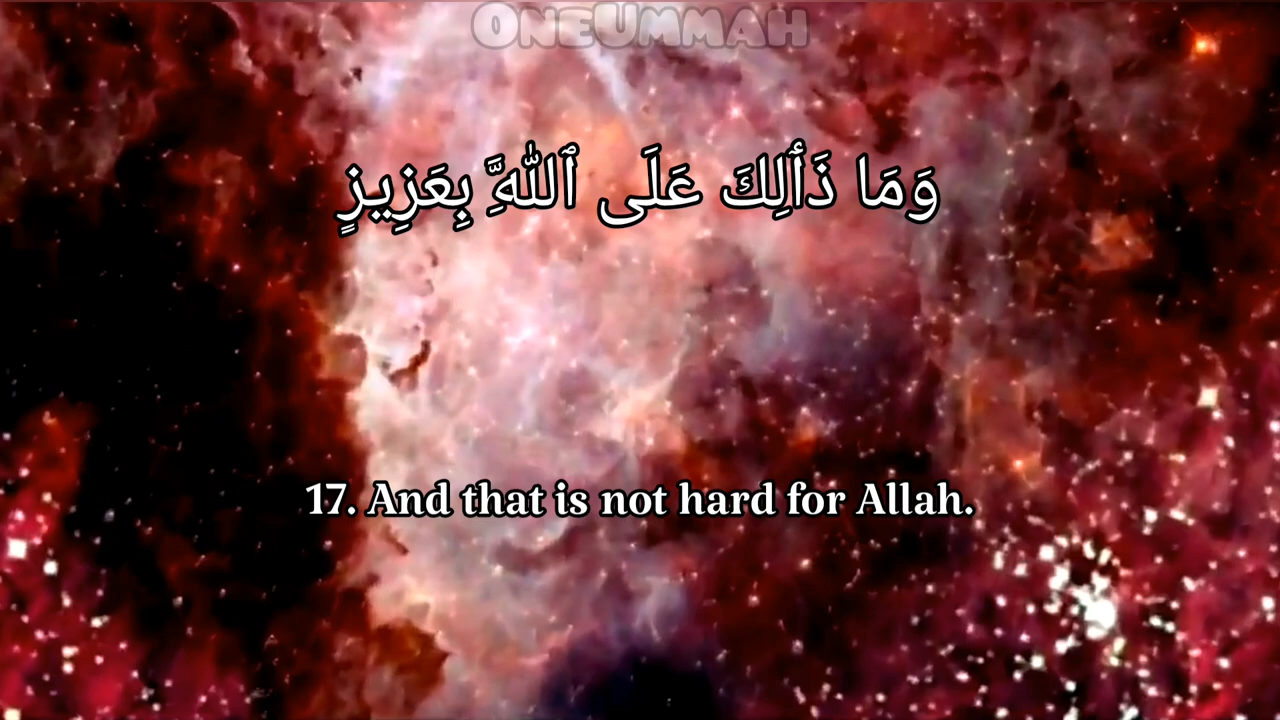 OneUmmah
وَمَا ذَأَلِكَ عَلَى ٱللَّهَِ بِعَزِيزٍ
17. And that is not hard for Allah.